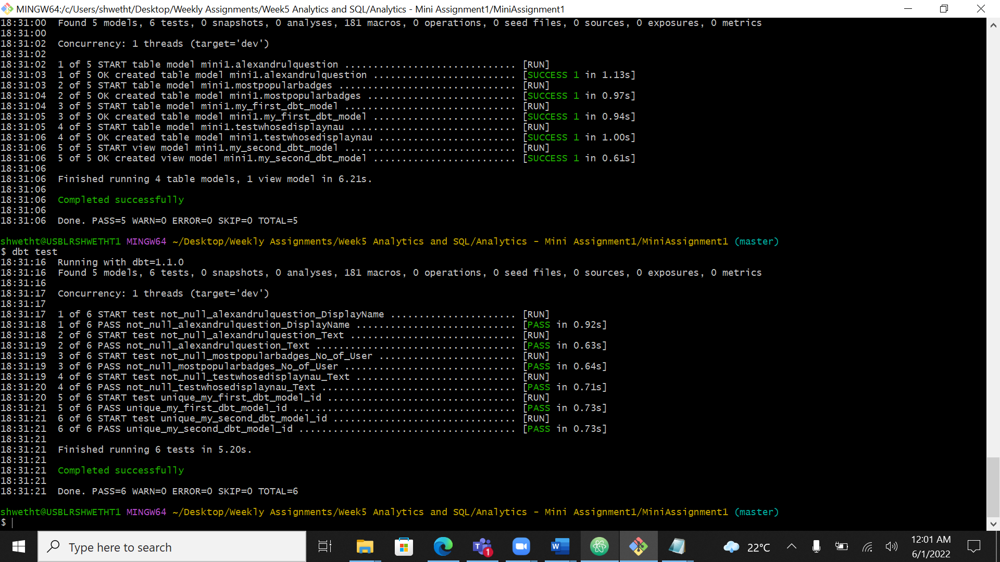 MINGW64:/c/Users/shwetht/Desktop/Weekly Assignments/Week5 Analytics and SQL/Analytics - Mini Assignment1/MiniAssignment1
18:31:00  Found 5 models, 6 tests, 0 snapshots, 0 analyses, 181 macros, 0 operations, 0 seed files, 0 sources, 0 exposures, 0 metrics
18:31:00
18:31:02  Concurrency: 1 threads (target='dev')
18:31:02
18:31:02  1 of 5 START table model mini1.alexandrulquestion .............................. [RUN]
18:31:03  1 of 5 OK created table model mini1.alexandrulquestion ......................... [SUCCESS 1 in 1.13s]
18:31:03  2 of 5 START table model mini1.mostpopularbadges ............................... [RUN]
18:31:04  2 of 5 OK created table model mini1.mostpopularbadges .......................... [SUCCESS 1 in 0.97s]
18:31:04  3 of 5 START table model mini1.my_first_dbt_model .............................. [RUN]
18:31:05  3 of 5 OK created table model mini1.my_first_dbt_model ......................... [SUCCESS 1 in 0.94s]
18:31:05  4 of 5 START table model mini1.testwhosedisplaynau ............................. [RUN]
18:31:06  4 of 5 OK created table model mini1.testwhosedisplaynau ........................ [SUCCESS 1 in 1.00s]
18:31:06  5 of 5 START view model mini1.my_second_dbt_model .............................. [RUN]
18:31:06  5 of 5 OK created view model mini1.my_second_dbt_model ......................... [SUCCESS 1 in 0.61s]
18:31:06
18:31:06  Finished running 4 table models, 1 view model in 6.21s.
18:31:06
18:31:06  Completed successfully
18:31:06
18:31:06  Done. PASS=5 WARN=0 ERROR=0 SKIP=0 TOTAL=5
shwetht@USBLRSHWETHT1 MINGW64 ~/Desktop/Weekly Assignments/Week5 Analytics and SQL/Analytics - Mini Assignment1/MiniAssignment1 (master)
$ dbt test
18:31:16  Running with dbt=1.1.0
18:31:16  Found 5 models, 6 tests, 0 snapshots, 0 analyses, 181 macros, 0 operations, 0 seed files, 0 sources, 0 exposures, 0 metrics
18:31:16
18:31:17  Concurrency: 1 threads (target='dev')
18:31:17
18:31:17  1 of 6 START test not_null_alexandrulquestion_DisplayName ...................... [RUN]
18:31:18  1 of 6 PASS not_null_alexandrulquestion_DisplayName ............................ [PASS in 0.92s]
18:31:18  2 of 6 START test not_null_alexandrulquestion_Text ............................. [RUN]
18:31:19  2 of 6 PASS not_null_alexandrulquestion_Text ................................... [PASS in 0.63s]
18:31:19  3 of 6 START test not_null_mostpopularbadges_No_of_User ........................ [RUN]
18:31:19  3 of 6 PASS not_null_mostpopularbadges_No_of_User .............................. [PASS in 0.64s]
18:31:19  4 of 6 START test not_null_testwhosedisplaynau_Text ............................ [RUN]
18:31:20  4 of 6 PASS not_null_testwhosedisplaynau_Text .................................. [PASS in 0.71s]
18:31:20  5 of 6 START test unique_my_first_dbt_model_id ................................. [RUN]
18:31:21  5 of 6 PASS unique_my_first_dbt_model_id ....................................... [PASS in 0.73s]
18:31:21  6 of 6 START test unique_my_second_dbt_model_id ................................ [RUN]
18:31:21  6 of 6 PASS unique_my_second_dbt_model_id ...................................... [PASS in 0.73s]
18:31:21
18:31:21  Finished running 6 tests in 5.20s.
18:31:21
18:31:21  Completed successfully
18:31:21
18:31:21  Done. PASS=6 WARN=0 ERROR=0 SKIP=0 TOTAL=6
shwetht@USBLRSHWETHT1 MINGW64 ~/Desktop/Weekly Assignments/Week5 Analytics and SQL/Analytics - Mini Assignment1/MiniAssignment1 (master)
$
Type here to search
T 1
W
22°C
12:01 AM
6/1/2022